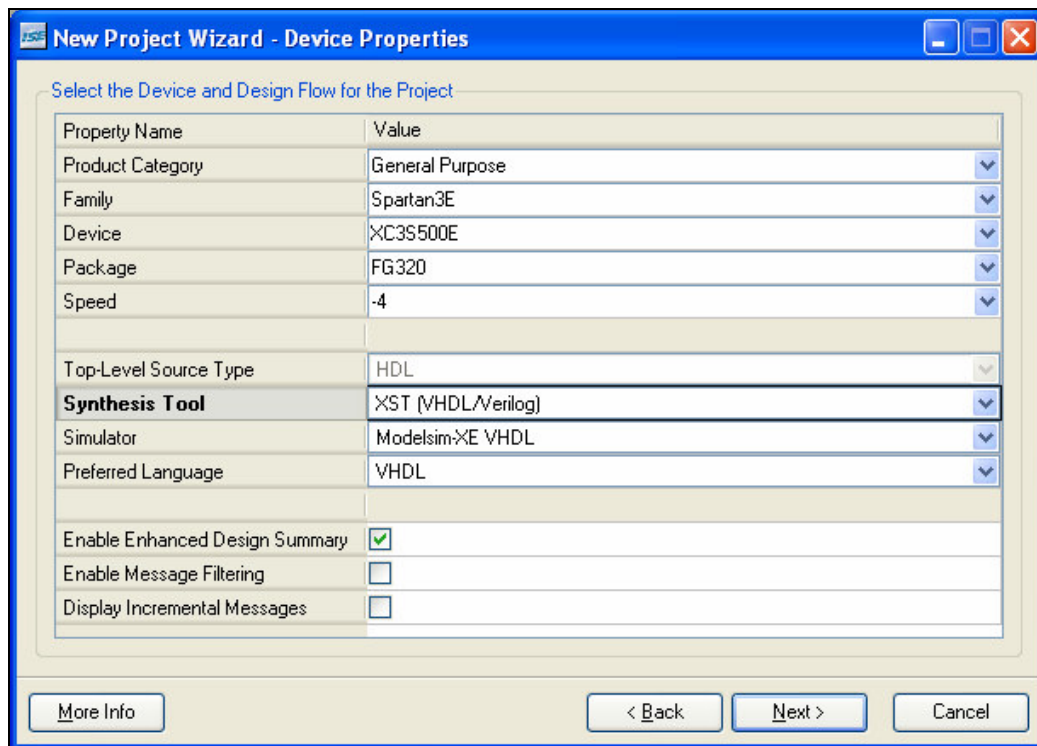 ISE New Project Wizard - Device Properties
Select the Device and Design Flow for the Project
Property Name Value
Product Category General Purpose
Family Spartan3E
Device XC3S500E
Package FG320
Speed -4
Top-Level Source Type HDL
Synthesis Tool XST (VHDL/Verilog)
Simulator Modelsim-XE VHDL
Preferred Language VHDL
Enable Enhanced Design Summary
Enable Message Filtering
Display Incremental Messages
More Info < Back Next > Cancel